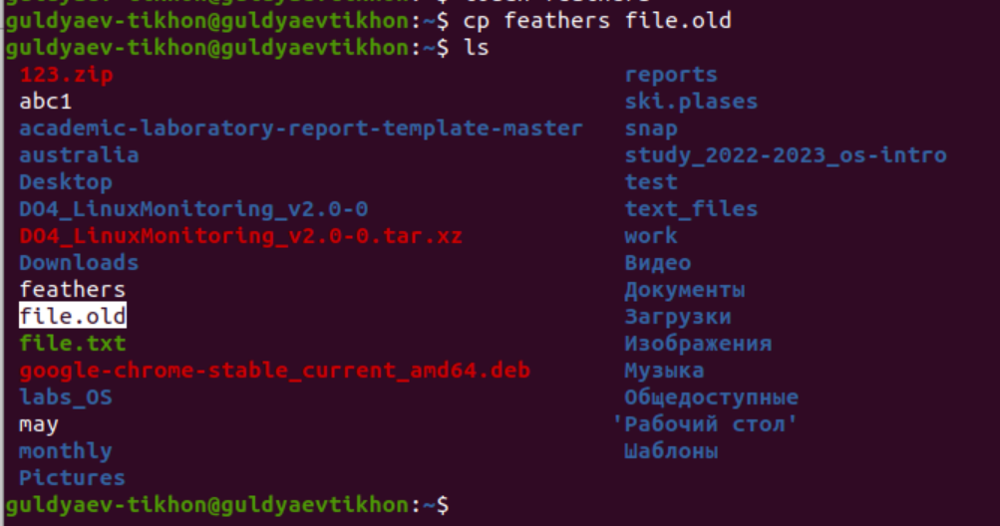 guldyaev-tikhon@guldyaevtikhon:~$ cp feathers file.old
guldyaev-tikhon@guldyaevtikhon:~$ ls
123.zip reports
abc1 ski.plases
academic-laboratory-report-template-master snap
australia study_2022-2023_os-intro
Desktop test
DO4_LinuxMonitoring_v2.0-0 text_files
DO4_LinuxMonitoring_v2.0-0.tar.xz work
Downloads Видео
feathers Документы
file.old Загрузки
file.txt Изображения
google-chrome-stable_current_amd64.deb Музыка
labs_OS Общедоступные
may 'Рабочий стол'
monthly Шаблоны
Pictures
guldyaev-tikhon@guldyaevtikhon:~$